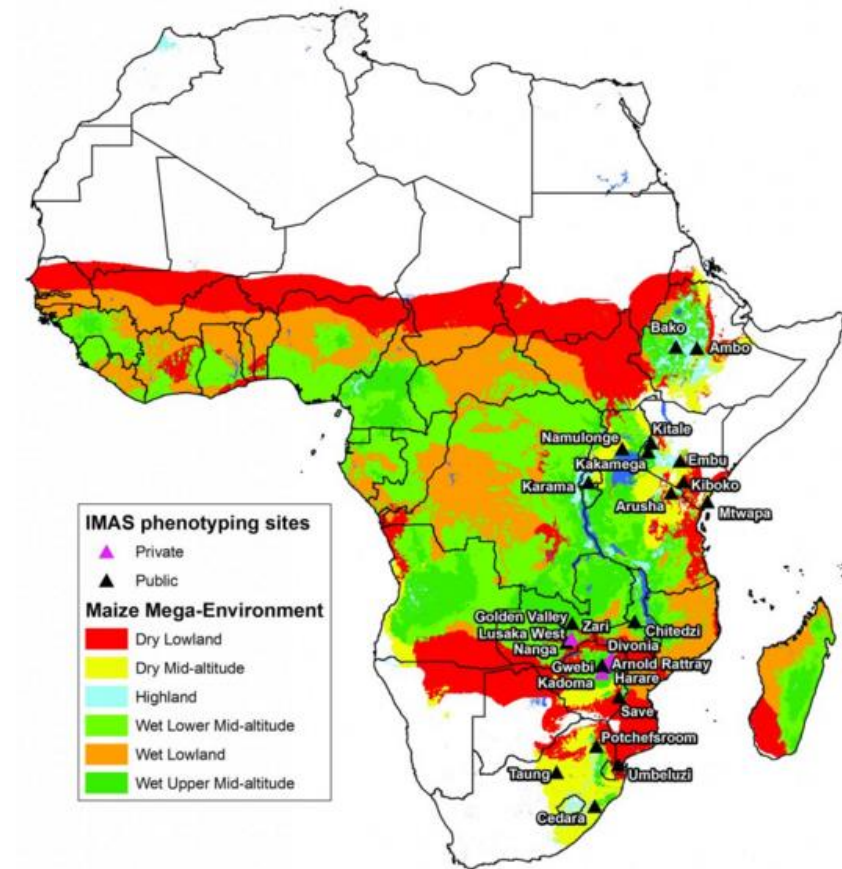 Bako
Ambo
Kitale
Namulonge
Kakamega
Embu
Karama
Kiboko
Arusha
Mtwapa
IMAS phenotyping sites
Private
Public
Maize Mega-Environment
Dry Lowland
Dry Mid-altitude
Highland
Wet Lower Mid-altitude
Wet Lowland
Wet Upper Mid-altitude
Golden Valley
Zari
Chitedzi
Lusaka West
Nanga
Divonia
Gwebi
Arnold Rattray
Kadoma
Harare
Save
Potchefsroom
Taung
Umbeluzi
Cedara